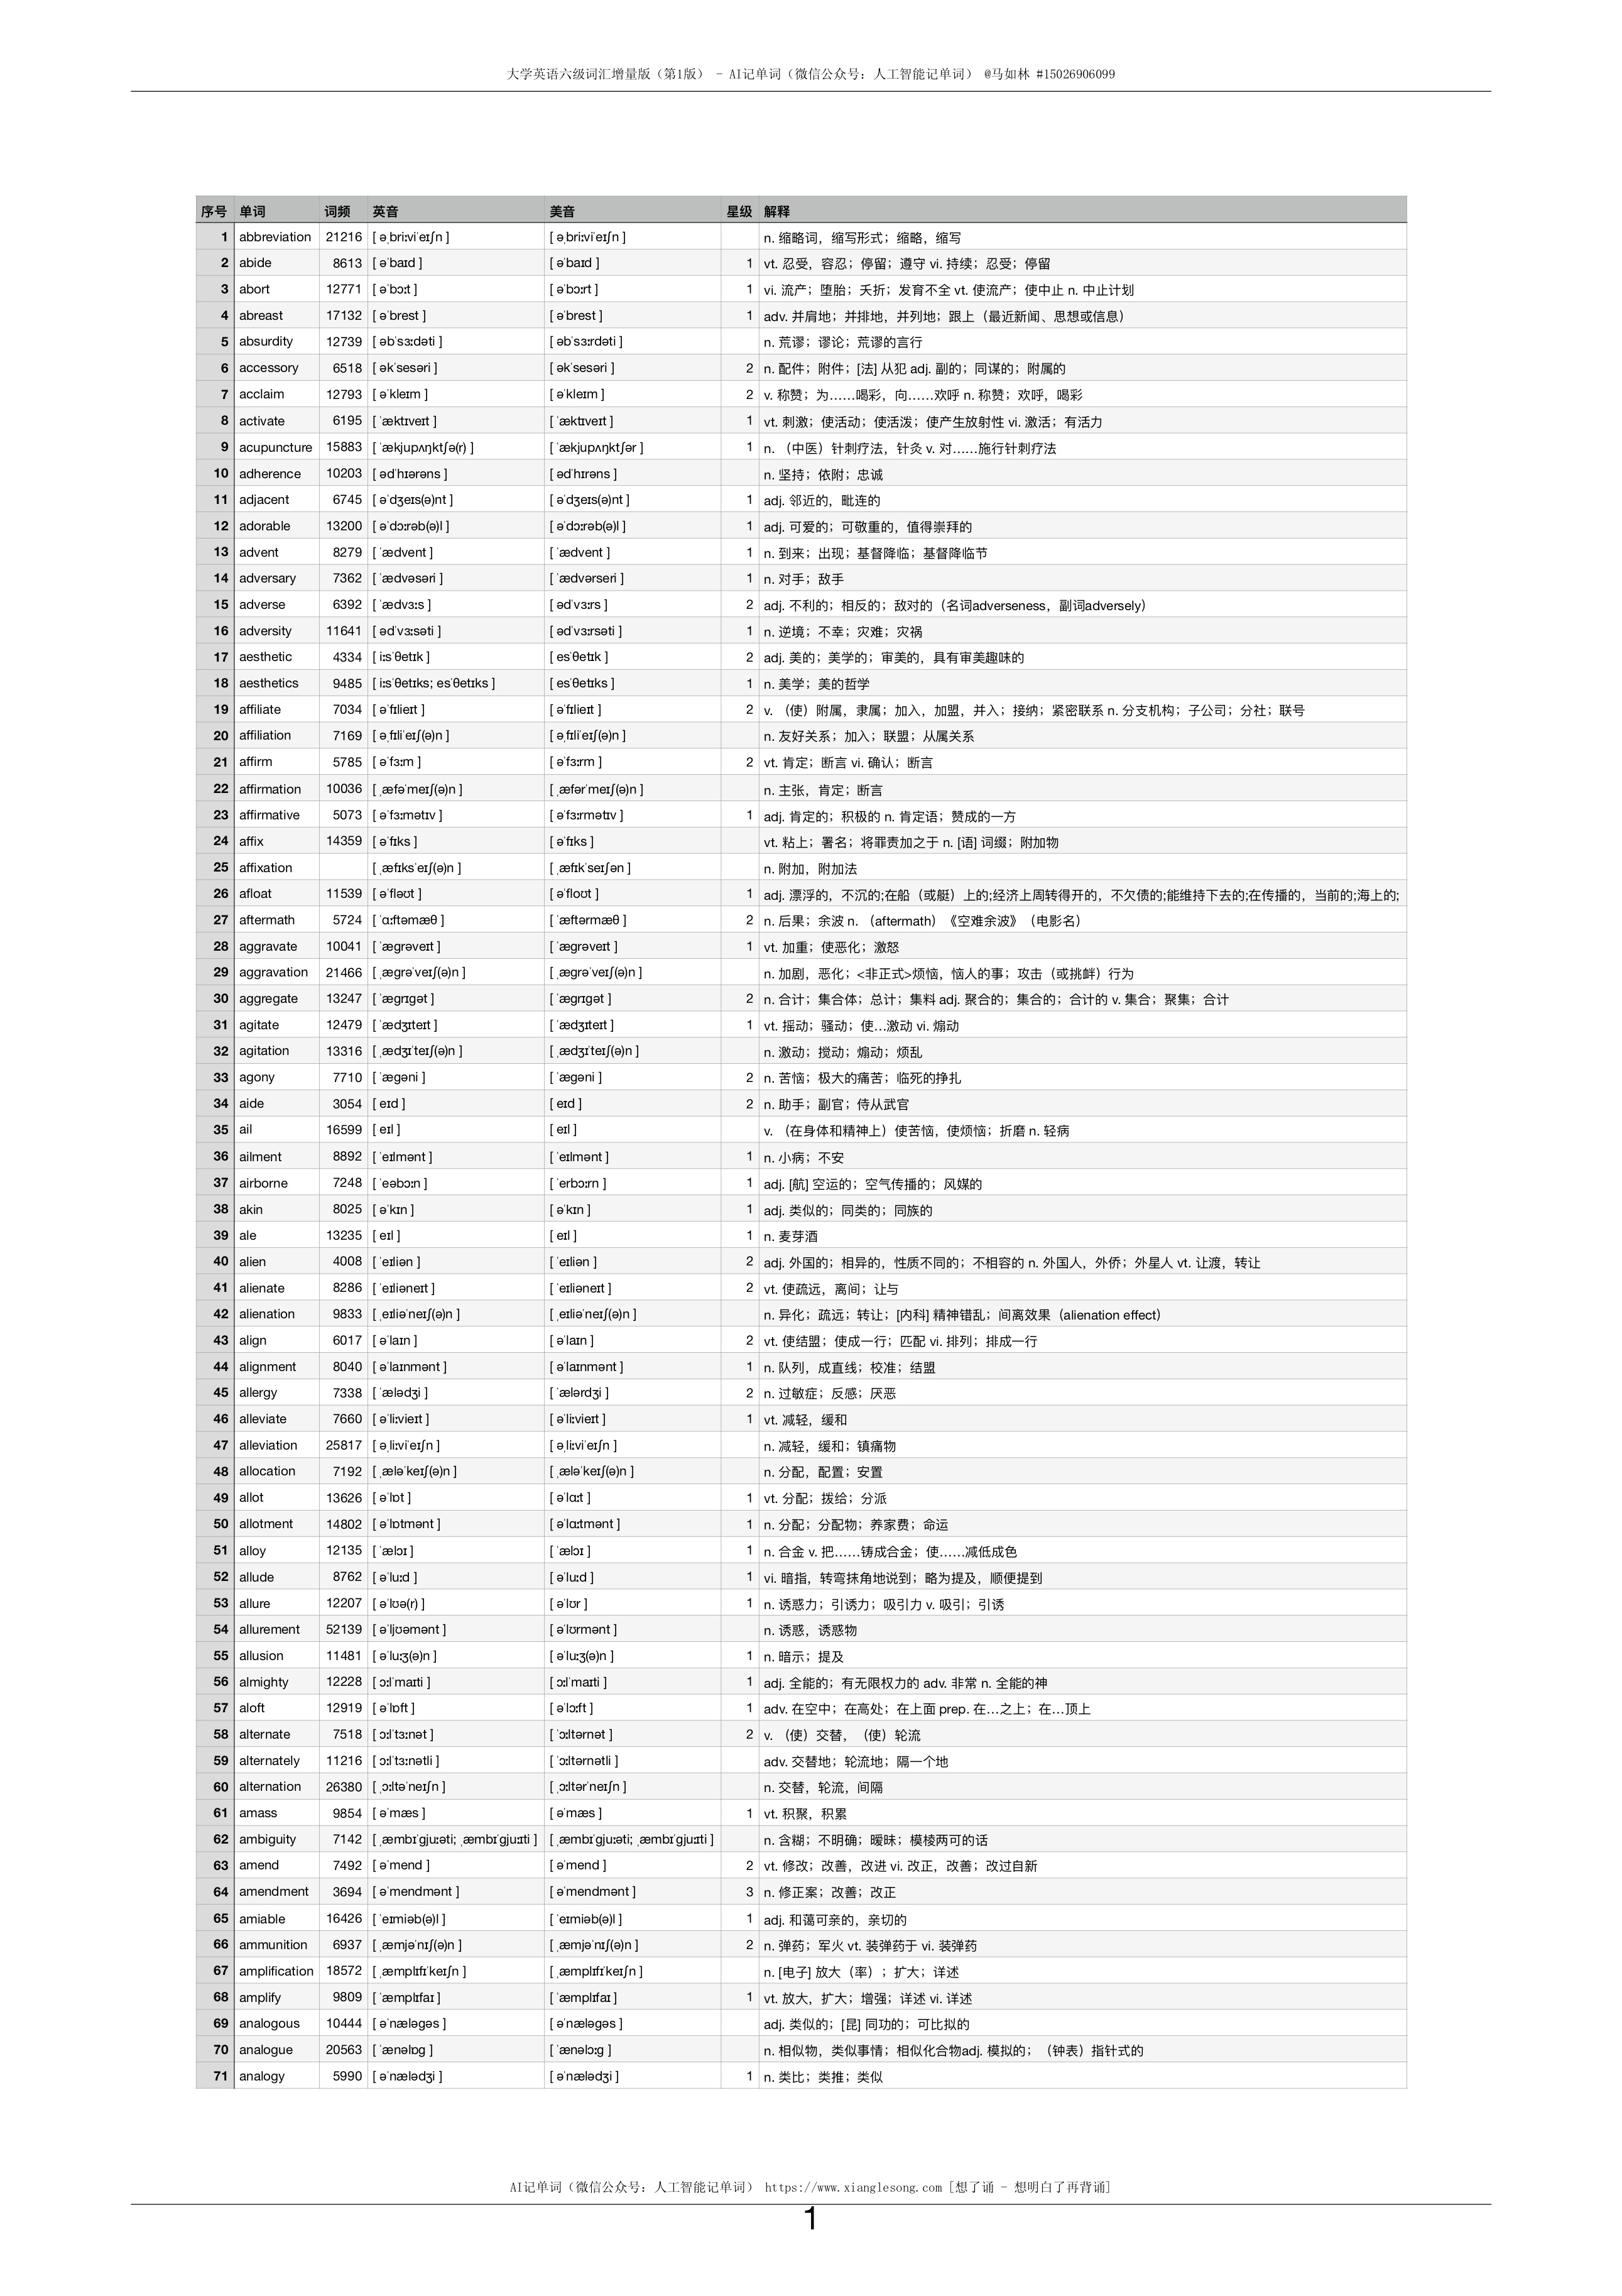 大学英语六级词汇增量版（第1版） - AI记单词（微信公众号：人工智能记单词） @马如林 #15026906099
序号 单词 词频 英音 美音 星级 解释
1 abbreviation 21216 [ əˌbriːviˈeɪʃn ] [ əˌbriːviˈeɪʃn ] n. 缩略词，缩写形式；缩略，缩写
2 abide 8613 [ əˈbaɪd ] [ əˈbaɪd ] 1 vt. 忍受，容忍；停留；遵守 vi. 持续；忍受；停留
3 abort 12771 [ əˈbɔːt ] [ əˈbɔːrt ] 1 vi. 流产；堕胎；夭折；发育不全 vt. 使流产；使中止 n. 中止计划
4 abreast 17132 [ əˈbrest ] [ əˈbrest ] 1 adv. 并肩地；并排地，并列地；跟上（最近新闻、思想或信息）
5 absurdity 12739 [ əbˈsɜːdəti ] [ əbˈsɜːrdəti ] n. 荒谬；谬论；荒谬的言行
6 accessory 6518 [ əkˈsesəri ] [ əkˈsesəri ] 2 n. 配件；附件；[法] 从犯 adj. 副的；同谋的；附属的
7 acclaim 12793 [ əˈkleɪm ] [ əˈkleɪm ] 2 v. 称赞；为……喝彩，向……欢呼 n. 称赞；欢呼，喝彩
8 activate 6195 [ ˈæktɪveɪt ] [ ˈæktɪveɪt ] 1 vt. 刺激；使活动；使活泼；使产生放射性 vi. 激活；有活力
9 acupuncture 15883 [ ˈækjupʌŋktʃə(r) ] [ ˈækjupʌŋktʃər ] 1 n. （中医）针刺疗法，针灸 v. 对……施行针刺疗法
10 adherence 10203 [ ədˈhɪərəns ] [ ədˈhɪrəns ] n. 坚持；依附；忠诚
11 adjacent 6745 [ əˈdʒeɪs(ə)nt ] [ əˈdʒeɪs(ə)nt ] 1 adj. 邻近的，毗连的
12 adorable 13200 [ əˈdɔːrəb(ə)l ] [ əˈdɔːrəb(ə)l ] 1 adj. 可爱的；可敬重的，值得崇拜的
13 advent 8279 [ ˈædvent ] [ ˈædvent ] 1 n. 到来；出现；基督降临；基督降临节
14 adversary 7362 [ ˈædvəsəri ] [ ˈædvərseri ] 1 n. 对手；敌手
15 adverse 6392 [ ˈædvɜːs ] [ ədˈvɜːrs ] 2 adj. 不利的；相反的；敌对的（名词adverseness，副词adversely）
16 adversity 11641 [ ədˈvɜːsəti ] [ ədˈvɜːrsəti ] 1 n. 逆境；不幸；灾难；灾祸
17 aesthetic 4334 [ iːsˈθetɪk ] [ esˈθetɪk ] 2 adj. 美的；美学的；审美的，具有审美趣味的
18 aesthetics 9485 [ iːsˈθetɪks; esˈθetɪks ] [ esˈθetɪks ] 1 n. 美学；美的哲学
19 affiliate 7034 [ əˈfɪlieɪt ] [ əˈfɪlieɪt ] 2 v. （使）附属，隶属；加入，加盟，并入；接纳；紧密联系 n. 分支机构；子公司；分社；联号
20 affiliation 7169 [ əˌfɪliˈeɪʃ(ə)n ] [ əˌfɪliˈeɪʃ(ə)n ] n. 友好关系；加入；联盟；从属关系
21 affirm 5785 [ əˈfɜːm ] [ əˈfɜːrm ] 2 vt. 肯定；断言 vi. 确认；断言
22 affirmation 10036 [ ˌæfəˈmeɪʃ(ə)n ] [ ˌæfərˈmeɪʃ(ə)n ] n. 主张，肯定；断言
23 affirmative 5073 [ əˈfɜːmətɪv ] [ əˈfɜːrmətɪv ] 1 adj. 肯定的；积极的 n. 肯定语；赞成的一方
24 affix 14359 [ əˈfɪks ] [ əˈfɪks ] vt. 粘上；署名；将罪责加之于 n. [语] 词缀；附加物
25 affixation [ ˌæfɪksˈeɪʃ(ə)n ] [ ˌæfɪkˈseɪʃən ] n. 附加，附加法
26 afloat 11539 [ əˈfləʊt ] [ əˈfloʊt ] 1 adj. 漂浮的，不沉的;在船（或艇）上的;经济上周转得开的，不欠债的;能维持下去的;在传播的，当前的;海上的;
27 aftermath 5724 [ ˈɑːftəmæθ ] [ ˈæftərmæθ ] 2 n. 后果；余波 n. （aftermath）《空难余波》（电影名）
28 aggravate 10041 [ ˈæɡrəveɪt ] [ ˈæɡrəveɪt ] 1 vt. 加重；使恶化；激怒
29 aggravation 21466 [ ˌæɡrəˈveɪʃ(ə)n ] [ ˌæɡrəˈveɪʃ(ə)n ] n. 加剧，恶化；<非正式>烦恼，恼人的事；攻击（或挑衅）行为
30 aggregate 13247 [ ˈæɡrɪɡət ] [ ˈæɡrɪɡət ] 2 n. 合计；集合体；总计；集料 adj. 聚合的；集合的；合计的 v. 集合；聚集；合计
31 agitate 12479 [ ˈædʒɪteɪt ] [ ˈædʒɪteɪt ] 1 vt. 摇动；骚动；使…激动 vi. 煽动
32 agitation 13316 [ ˌædʒɪˈteɪʃ(ə)n ] [ ˌædʒɪˈteɪʃ(ə)n ] n. 激动；搅动；煽动；烦乱
33 agony 7710 [ ˈæɡəni ] [ ˈæɡəni ] 2 n. 苦恼；极大的痛苦；临死的挣扎
34 aide 3054 [ eɪd ] [ eɪd ] 2 n. 助手；副官；侍从武官
35 ail 16599 [ eɪl ] [ eɪl ] v. （在身体和精神上）使苦恼，使烦恼；折磨 n. 轻病
36 ailment 8892 [ ˈeɪlmənt ] [ ˈeɪlmənt ] 1 n. 小病；不安
37 airborne 7248 [ ˈeəbɔːn ] [ ˈerbɔːrn ] 1 adj. [航] 空运的；空气传播的；风媒的
38 akin 8025 [ əˈkɪn ] [ əˈkɪn ] 1 adj. 类似的；同类的；同族的
39 ale 13235 [ eɪl ] [ eɪl ] 1 n. 麦芽酒
40 alien 4008 [ ˈeɪliən ] [ ˈeɪliən ] 2 adj. 外国的；相异的，性质不同的；不相容的 n. 外国人，外侨；外星人 vt. 让渡，转让
41 alienate 8286 [ ˈeɪliəneɪt ] [ ˈeɪliəneɪt ] 2 vt. 使疏远，离间；让与
42 alienation 9833 [ ˌeɪliəˈneɪʃ(ə)n ] [ ˌeɪliəˈneɪʃ(ə)n ] n. 异化；疏远；转让；[内科] 精神错乱；间离效果（alienation effect）
43 align 6017 [ əˈlaɪn ] [ əˈlaɪn ] 2 vt. 使结盟；使成一行；匹配 vi. 排列；排成一行
44 alignment 8040 [ əˈlaɪnmənt ] [ əˈlaɪnmənt ] 1 n. 队列，成直线；校准；结盟
45 allergy 7338 [ ˈælədʒi ] [ ˈælərdʒi ] 2 n. 过敏症；反感；厌恶
46 alleviate 7660 [ əˈliːvieɪt ] [ əˈliːvieɪt ] 1 vt. 减轻，缓和
47 alleviation 25817 [ əˌliːviˈeɪʃn ] [ əˌliːviˈeɪʃn ] n. 减轻，缓和；镇痛物
48 allocation 7192 [ ˌæləˈkeɪʃ(ə)n ] [ ˌæləˈkeɪʃ(ə)n ] n. 分配，配置；安置
49 allot 13626 [ əˈlɒt ] [ əˈlɑːt ] 1 vt. 分配；拨给；分派
50 allotment 14802 [ əˈlɒtmənt ] [ əˈlɑːtmənt ] 1 n. 分配；分配物；养家费；命运
51 alloy 12135 [ ˈælɔɪ ] [ ˈælɔɪ ] 1 n. 合金 v. 把……铸成合金；使……减低成色
52 allude 8762 [ əˈluːd ] [ əˈluːd ] 1 vi. 暗指，转弯抹角地说到；略为提及，顺便提到
53 allure 12207 [ əˈlʊə(r) ] [ əˈlʊr ] 1 n. 诱惑力；引诱力；吸引力 v. 吸引；引诱
54 allurement 52139 [ əˈljʊəmənt ] [ əˈlʊrmənt ] n. 诱惑，诱惑物
55 allusion 11481 [ əˈluːʒ(ə)n ] [ əˈluːʒ(ə)n ] 1 n. 暗示；提及
56 almighty 12228 [ ɔːlˈmaɪti ] [ ɔːlˈmaɪti ] 1 adj. 全能的；有无限权力的 adv. 非常 n. 全能的神
57 aloft 12919 [ əˈlɒft ] [ əˈlɔːft ] 1 adv. 在空中；在高处；在上面 prep. 在…之上；在…顶上
58 alternate 7518 [ ɔːlˈtɜːnət ] [ ˈɔːltərnət ] 2 v. （使）交替，（使）轮流
59 alternately 11216 [ ɔːlˈtɜːnətli ] [ ˈɔːltərnətli ] adv. 交替地；轮流地；隔一个地
60 alternation 26380 [ ˌɔːltəˈneɪʃn ] [ ˌɔːltərˈneɪʃn ] n. 交替，轮流，间隔
61 amass 9854 [ əˈmæs ] [ əˈmæs ] 1 vt. 积聚，积累
62 ambiguity 7142 [ ˌæmbɪˈɡjuːəti; ˌæmbɪˈɡjuːɪti ] [ ˌæmbɪˈɡjuːəti; ˌæmbɪˈɡjuːɪti ] n. 含糊；不明确；暧昧；模棱两可的话
63 amend 7492 [ əˈmend ] [ əˈmend ] 2 vt. 修改；改善，改进 vi. 改正，改善；改过自新
64 amendment 3694 [ əˈmendmənt ] [ əˈmendmənt ] 3 n. 修正案；改善；改正
65 amiable 16426 [ ˈeɪmiəb(ə)l ] [ ˈeɪmiəb(ə)l ] 1 adj. 和蔼可亲的，亲切的
66 ammunition 6937 [ ˌæmjəˈnɪʃ(ə)n ] [ ˌæmjəˈnɪʃ(ə)n ] 2 n. 弹药；军火 vt. 装弹药于 vi. 装弹药
67 amplification 18572 [ ˌæmplɪfɪˈkeɪʃn ] [ ˌæmplɪfɪˈkeɪʃn ] n. [电子] 放大（率）；扩大；详述
68 amplify 9809 [ ˈæmplɪfaɪ ] [ ˈæmplɪfaɪ ] 1 vt. 放大，扩大；增强；详述 vi. 详述
69 analogous 10444 [ əˈnæləɡəs ] [ əˈnæləɡəs ] adj. 类似的；[昆] 同功的；可比拟的
70 analogue 20563 [ ˈænəlɒɡ ] [ ˈænəlɔːɡ ] n. 相似物，类似事情；相似化合物adj. 模拟的；（钟表）指针式的
71 analogy 5990 [ əˈnælədʒi ] [ əˈnælədʒi ] 1 n. 类比；类推；类似
AI记单词（微信公众号：人工智能记单词） https://www.xianglesong.com [想了诵 - 想明白了再背诵]
1